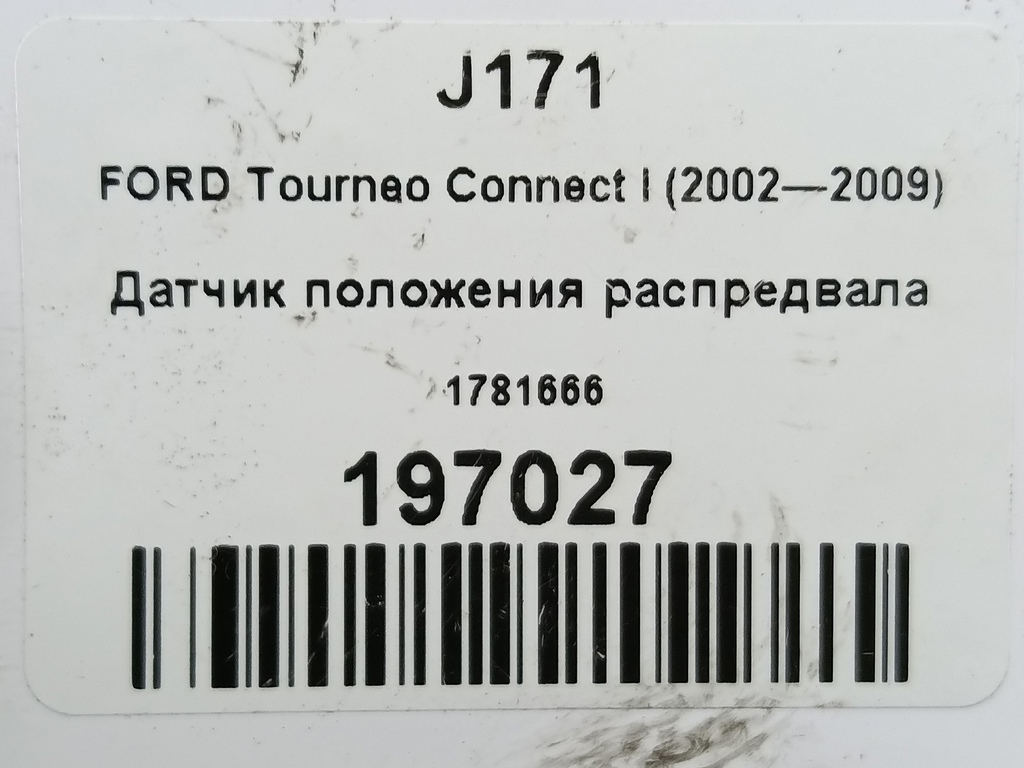 J171
FORD Tourneo Connect I (2002—2009)
Датчик положения распредвала
1781666
197027